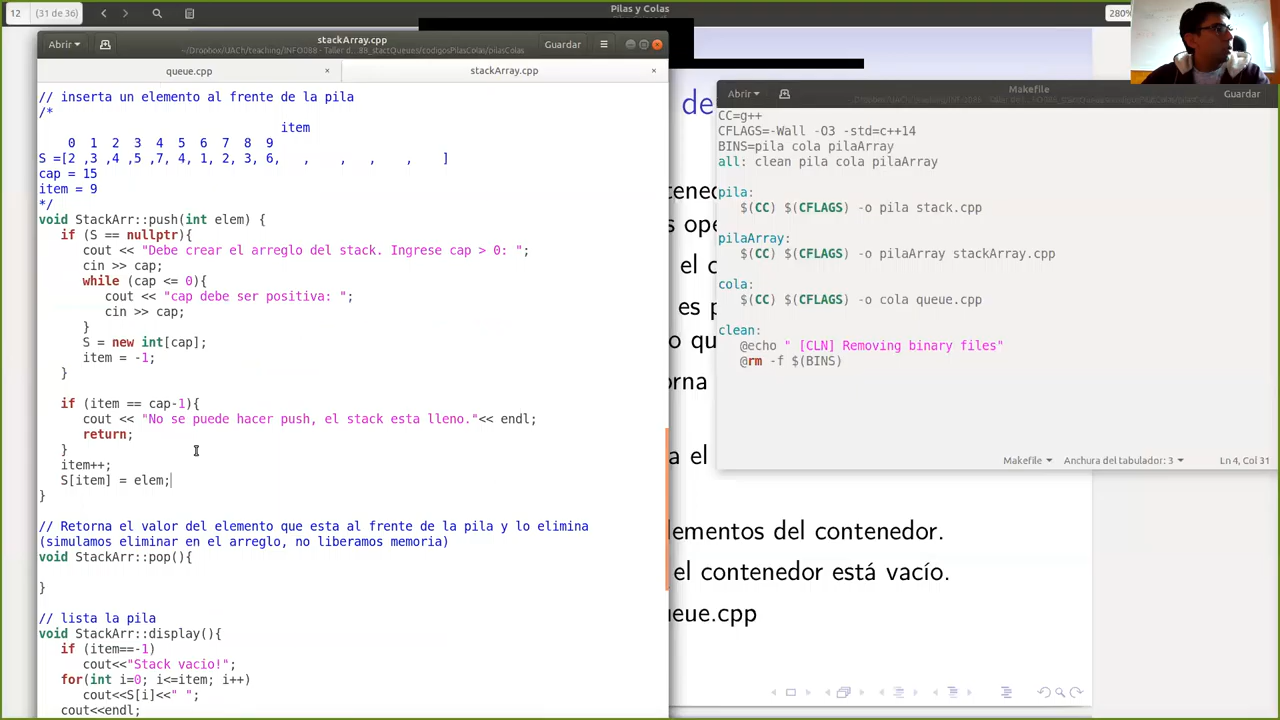 12 (31 de 36)
Pilas y Colas
280%
Abrir
stackArray.cpp
Guardar
queue.cpp ×
stackArray.cpp ×
// inserta un elemento al frente de la pila
/*
item
0 1 2 3 4 5 6 7 8 9
S =[2 ,3 ,4 ,5 ,7, 4, 1, 2, 3, 6, , , , , ]
cap = 15
item = 9
*/
void StackArr::push(int elem) {
if (S == nullptr){
cout << "Debe crear el arreglo del stack. Ingrese cap > 0: ";
cin >> cap;
while (cap <= 0){
cout << "cap debe ser positiva: ";
cin >> cap;
}
S = new int[cap];
item = -1;
}
if (item == cap-1){
cout << "No se puede hacer push, el stack esta lleno."<< endl;
return;
}
item++;
S[item] = elem;
}
// Retorna el valor del elemento que esta al frente de la pila y lo elimina
(simulamos eliminar en el arreglo, no liberamos memoria)
void StackArr::pop(){
}
// lista la pila
void StackArr::display(){
if (item==-1)
cout<<"Stack vacio!";
for(int i=0; i<=item; i++)
cout<<S[i]<<" ";
cout<<endl;
Abrir
Makefile
Guardar
CC=g++
CFLAGS=-Wall -O3 -std=c++14
BINS=pila cola pilaArray
all: clean pila cola pilaArray
pila:
$(CC) $(CFLAGS) -o pila stack.cpp
pilaArray:
$(CC) $(CFLAGS) -o pilaArray stackArray.cpp
cola:
$(CC) $(CFLAGS) -o cola queue.cpp
clean:
@echo " [CLN] Removing binary files"
@rm -f $(BINS)
Makefile
Anchura del tabulador: 3
Ln 4, Col 31
de
el c
es p
a el
elementos del contenedor.
el contenedor está vacío.
ueue.cpp